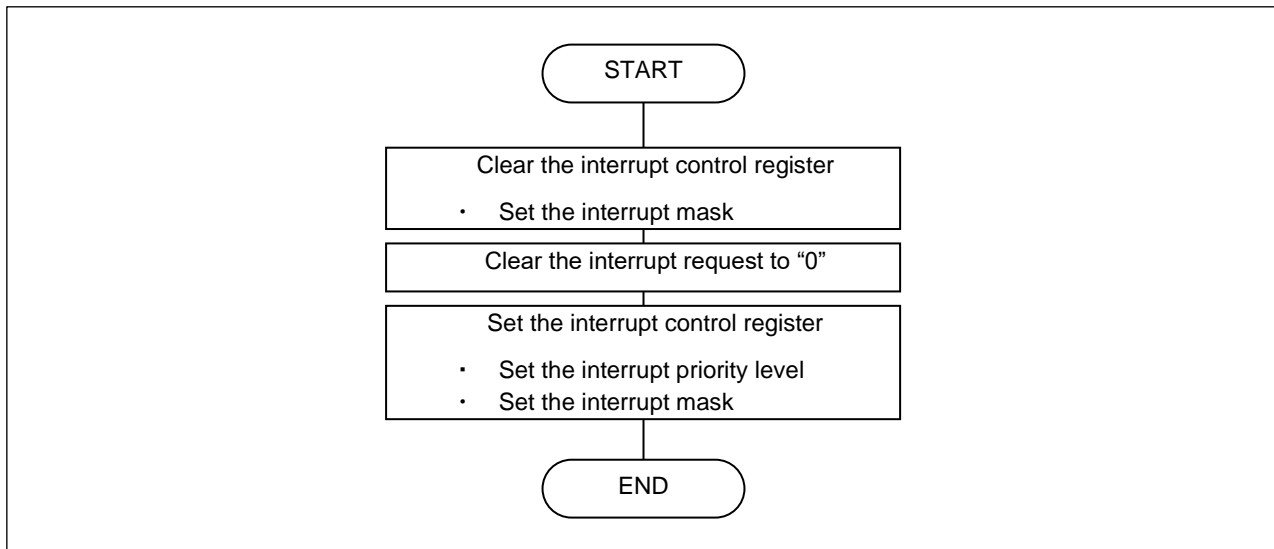 START
Clear the interrupt control register
・ Set the interrupt mask
Clear the interrupt request to “0”
Set the interrupt control register
・ Set the interrupt priority level
・ Set the interrupt mask
END